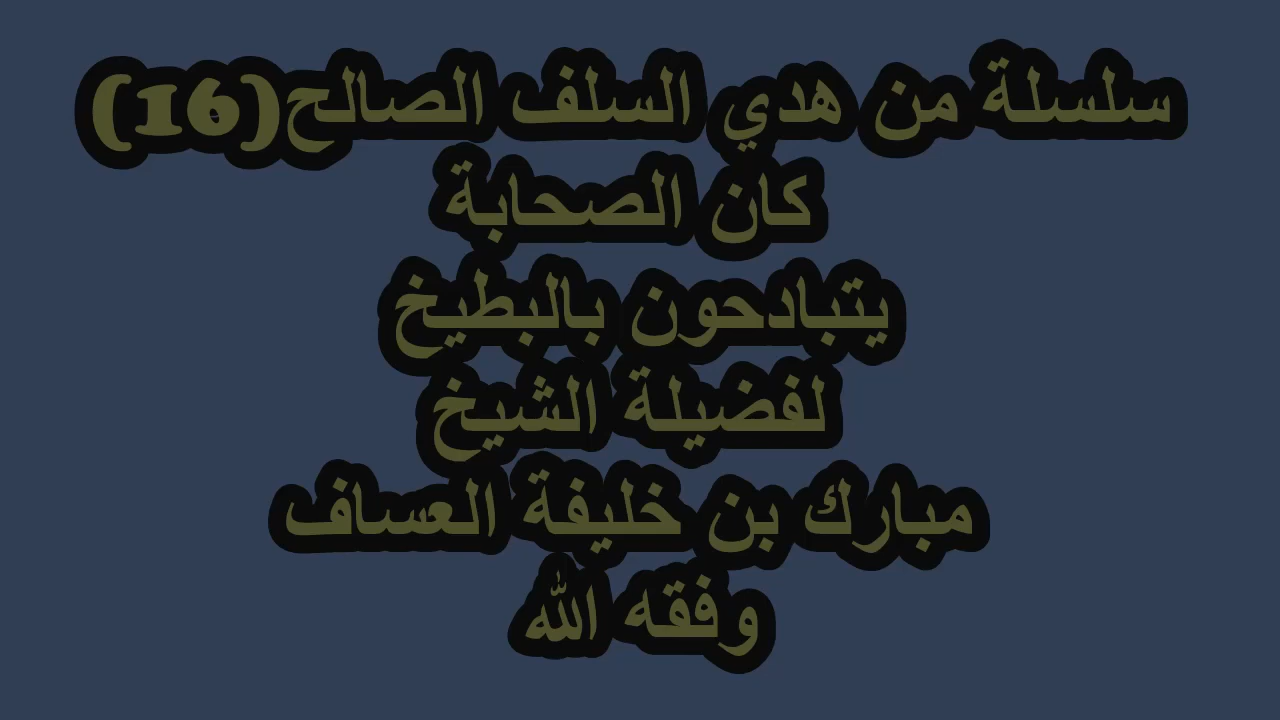 سلسلة من هدي السلف الصالح(16)
كان الصحابة
يتبادحون بالبطيخ
لفضيلة الشيخ
مبارك بن خليفة العساف
وفقه الله